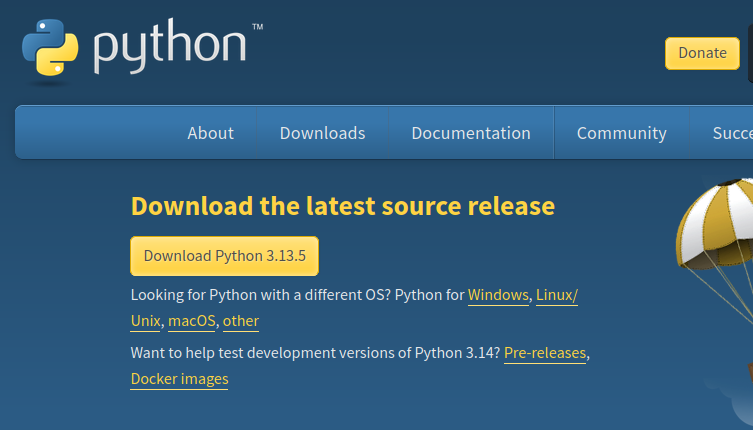 python™
Donate
About Downloads Documentation Community Succe
Download the latest source release
Download Python 3.13.5
Looking for Python with a different OS? Python for Windows, Linux/
Unix, macOS, other
Want to help test development versions of Python 3.14? Pre-releases,
Docker images